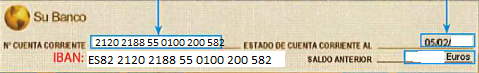 Su Banco
Nº CUENTA CORRIENTE 2120 2188 55 0100 200 582 ESTADO DE CUENTA CORRIENTE AL 05/02/
IBAN: ES82 2120 2188 55 0100 200 582 SALDO ANTERIOR Euros